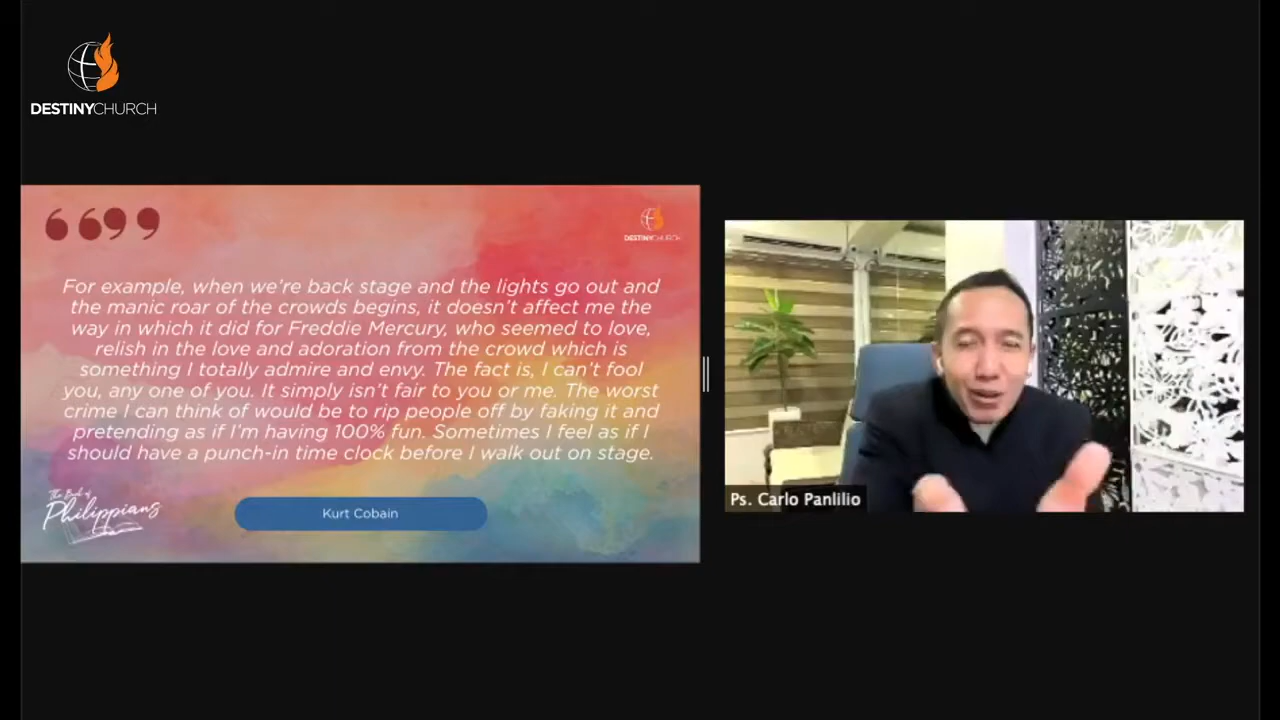 DESTINYCHURCH
DESTINYCHURCH
For example, when we're back stage and the lights go out and
the manic roar of the crowds begins, it doesn't affect me the
way in which it did for Freddie Mercury, who seemed to love,
relish in the love and adoration from the crowd which is
something I totally admire and envy. The fact is, I can't fool
you, any one of you. It simply isn't fair to you or me. The worst
crime I can think of would be to rip people off by faking it and
pretending as if I'm having 100% fun. Sometimes I feel as if I
should have a punch-in time clock before I walk out on stage.
The Book of
Philippians
Kurt Cobain
Ps. Carlo Panlilio